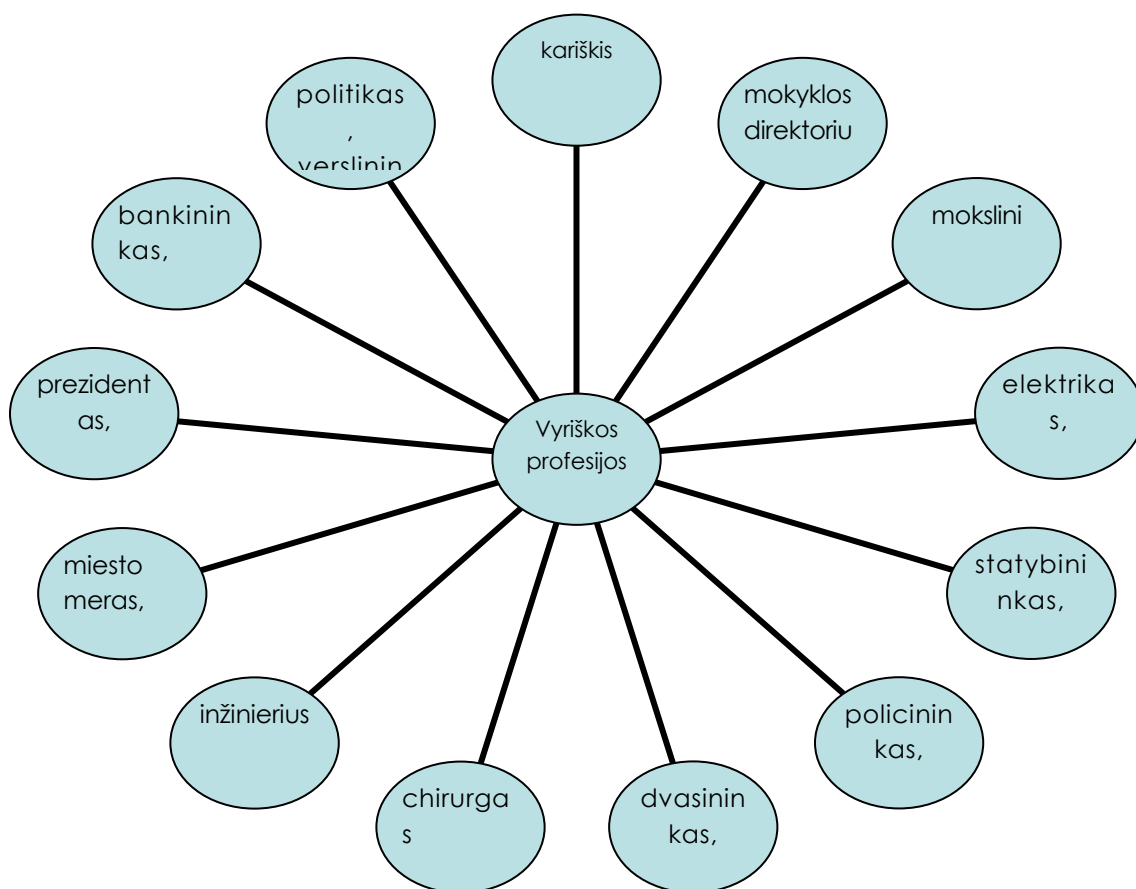 kariškis
mokyklos
direktoriu
mokslini
elektrika
s,
statybini
nkas,
policinin
kas,
dvasinin
kas,
chirurga
s
inžinierius
miesto
meras,
prezident
as,
bankinin
kas,
politikas
,
verslinin
Vyriškos
profesijos